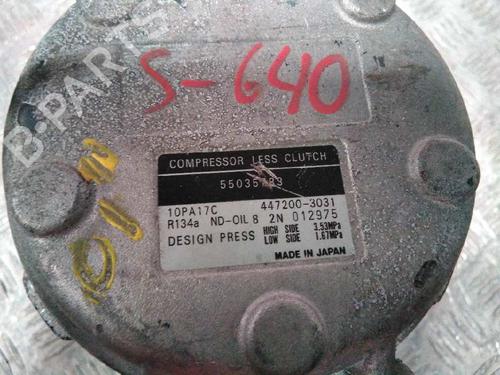 S-640
B-PARTS
COMPRESSOR LESS CLUTCH
10PA17C 447200-3031
R134a ND-OIL 8 2N 012975
DESIGN PRESS HIGH SIDE 3.53MPa
LOW SIDE 1.67MPa
MADE IN JAPAN